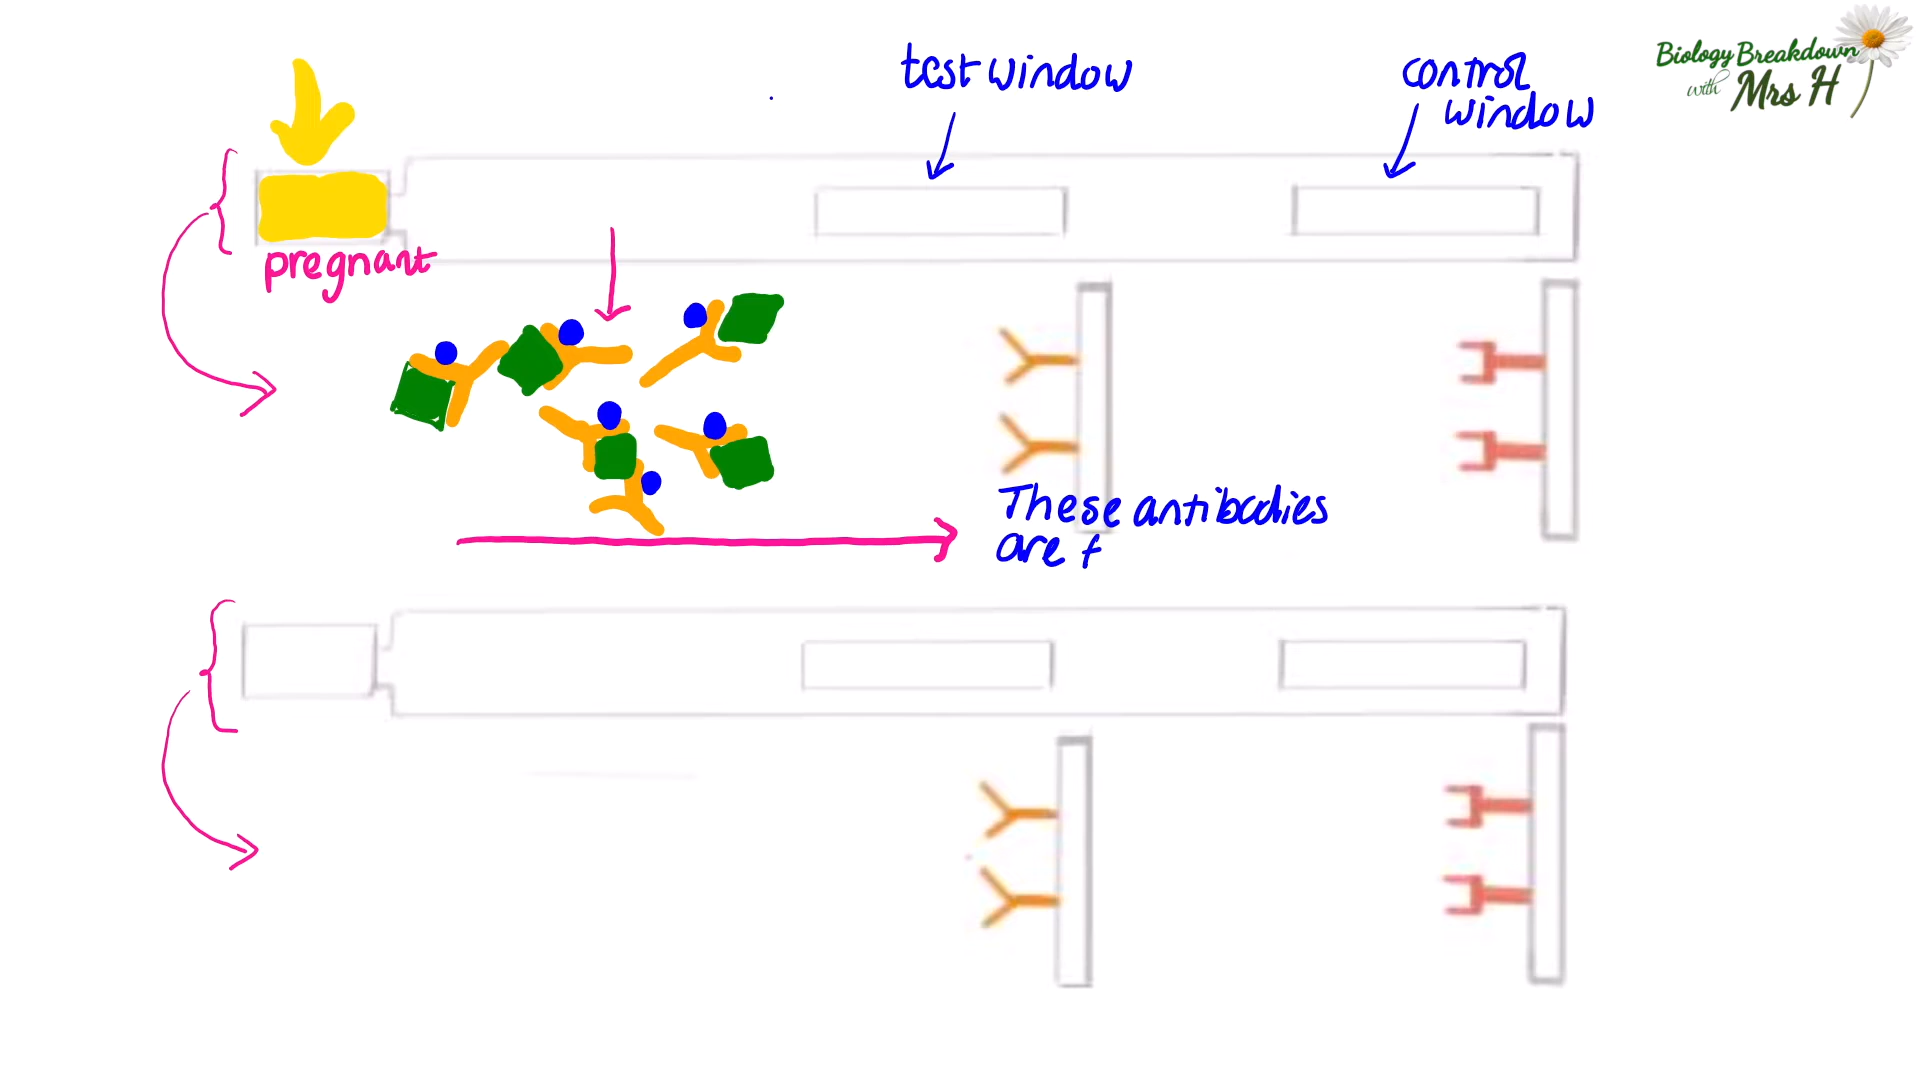 test window
control
window
Biology Breakdown
with Mrs H
pregnant
These antibodies
are f